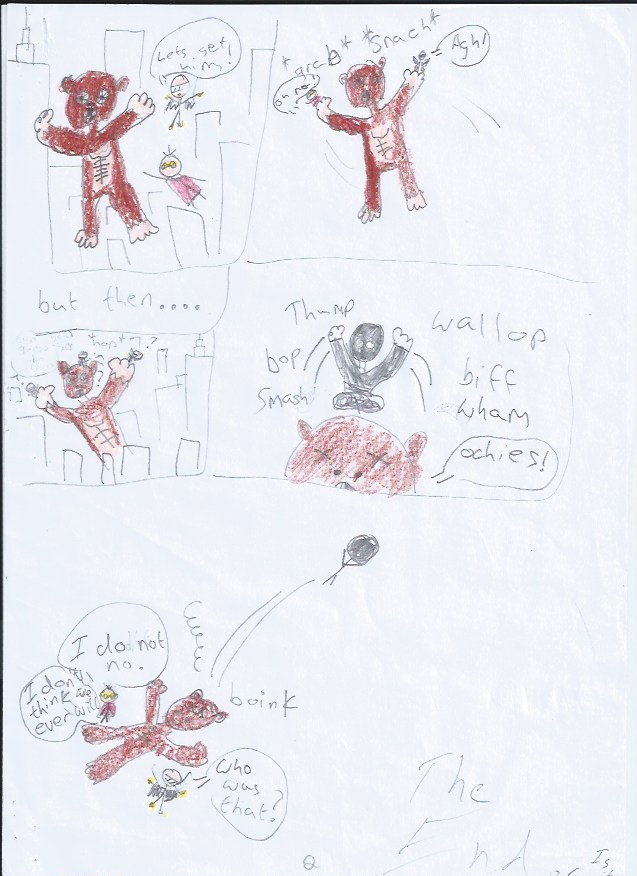 Lets get
him!
*grab*
*snach*
oh
no!
Agh!
but then....
Thump
bop
Smash
wallop
biff
wham
ochies!
I do not
no.
I don't
think we
ever will
boink
Who
was
that?
The
End
Is